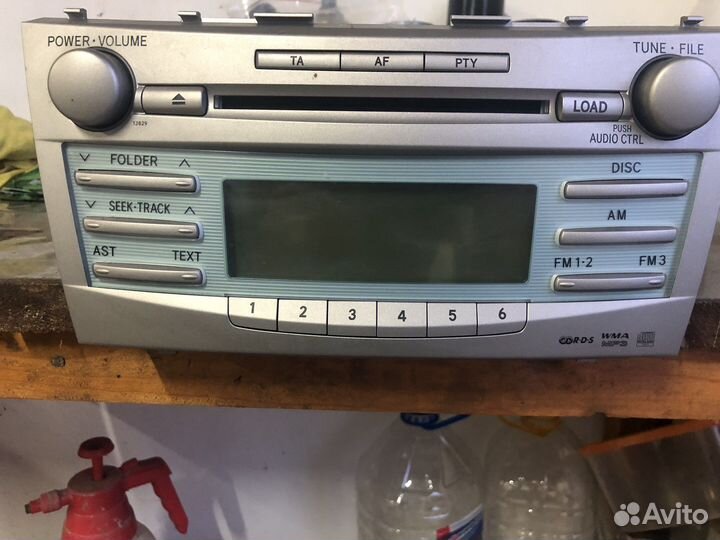 POWER · VOLUME
TUNE · FILE
TA AF PTY
LOAD
13829
PUSH
AUDIO CTRL
FOLDER
DISC
SEEK·TRACK
AM
AST TEXT
FM1·2 FM3
1 2 3 4 5 6
R·D·S WMA
MP3
Avito